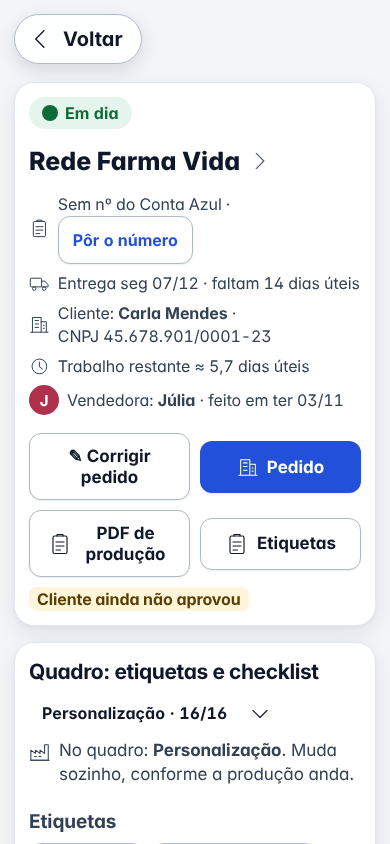 Voltar
Em dia
Rede Farma Vida
Sem nº do Conta Azul ·
Pôr o número
Entrega seg 07/12 · faltam 14 dias úteis
Cliente: Carla Mendes ·
CNPJ 45.678.901/0001-23
Trabalho restante ≈ 5,7 dias úteis
J Vendedora: Júlia · feito em ter 03/11
✎ Corrigir
pedido
Pedido
PDF de
produção
Etiquetas
Cliente ainda não aprovou
Quadro: etiquetas e checklist
Personalização · 16/16
No quadro: Personalização. Muda
sozinho, conforme a produção anda.
Etiquetas